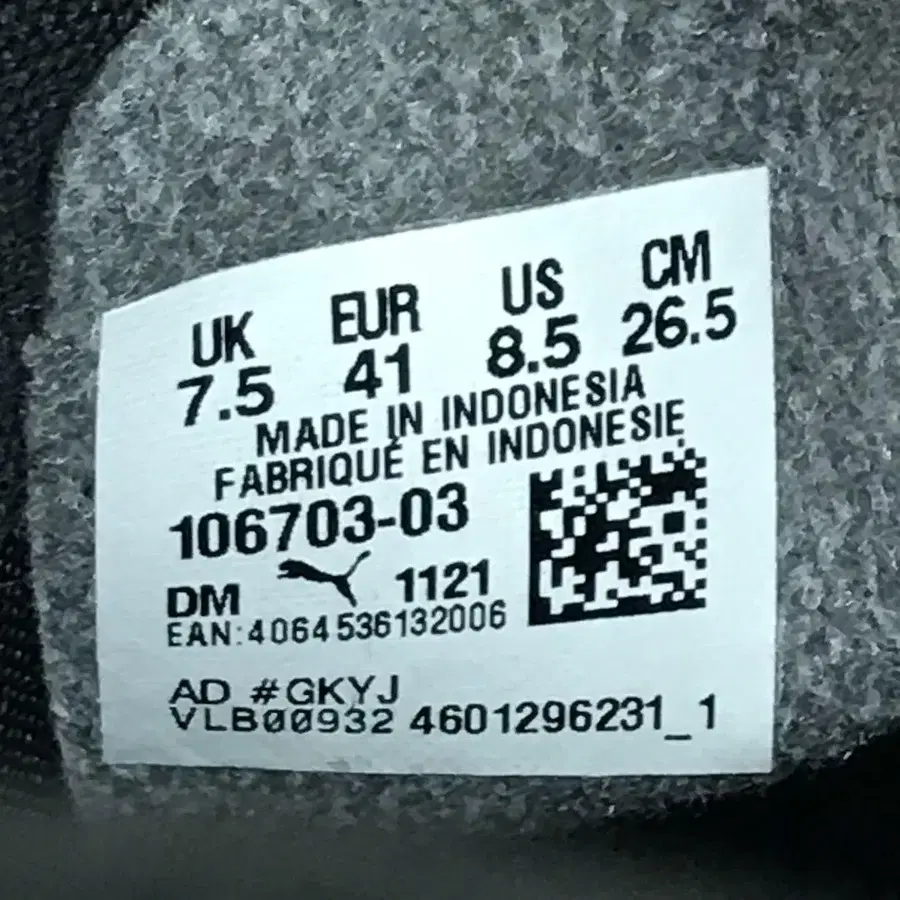 UK EUR US CM
7.5 41 8.5 26.5
MADE IN INDONESIA
FABRIQUÉ EN INDONESIE
106703-03
DM 1121
EAN:4064536132006
AD #GKYJ
VLB00932 4601296231_1